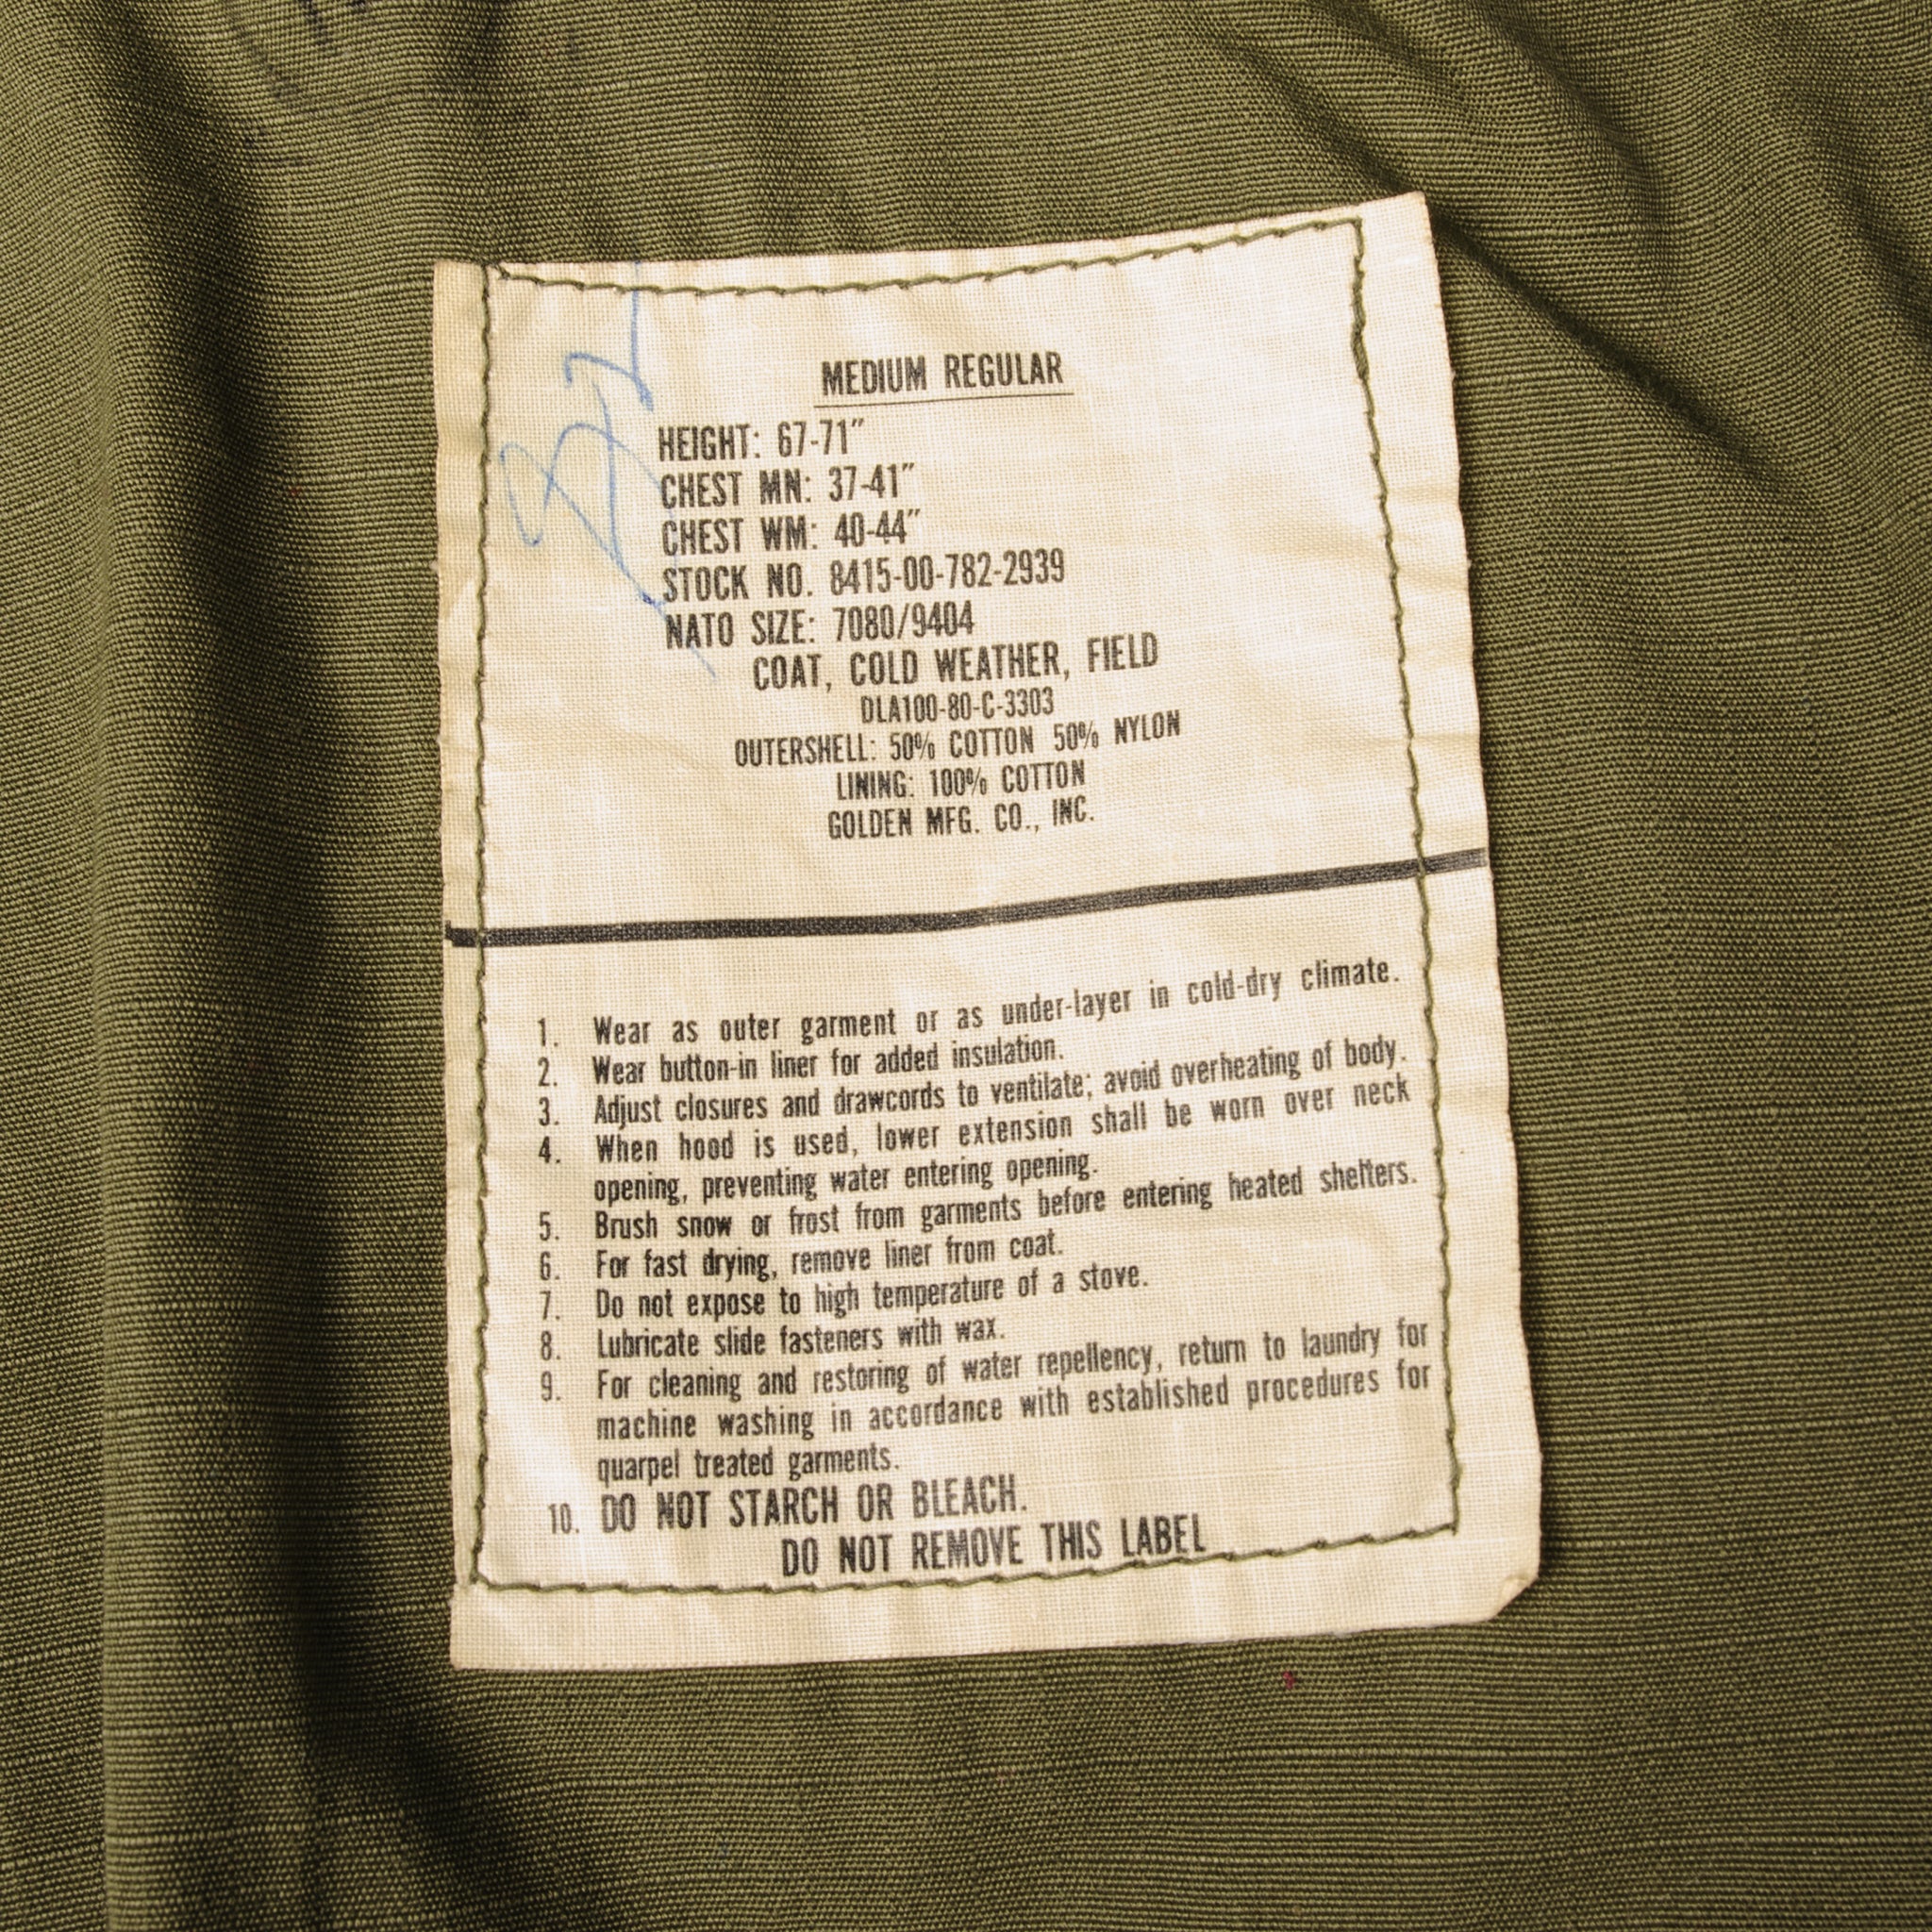 MEDIUM REGULAR
HEIGHT: 67-71"
CHEST MN: 37-41"
CHEST WM: 40-44"
STOCK NO. 8415-00-782-2939
NATO SIZE: 7080/9404
COAT, COLD WEATHER, FIELD
DLA100-80-C-3303
OUTERSHELL: 50% COTTON 50% NYLON
LINING: 100% COTTON
GOLDEN MFG. CO., INC.
1. Wear as outer garment or as under-layer in cold-dry climate.
2. Wear button-in liner for added insulation.
3. Adjust closures and drawcords to ventilate; avoid overheating of body.
4. When hood is used, lower extension shall be worn over neck
opening, preventing water entering opening.
5. Brush snow or frost from garments before entering heated shelters.
6. For fast drying, remove liner from coat.
7. Do not expose to high temperature of a stove.
8. Lubricate slide fasteners with wax.
9. For cleaning and restoring of water repellency, return to laundry for
machine washing in accordance with established procedures for
quarpel treated garments.
10. DO NOT STARCH OR BLEACH.
DO NOT REMOVE THIS LABEL